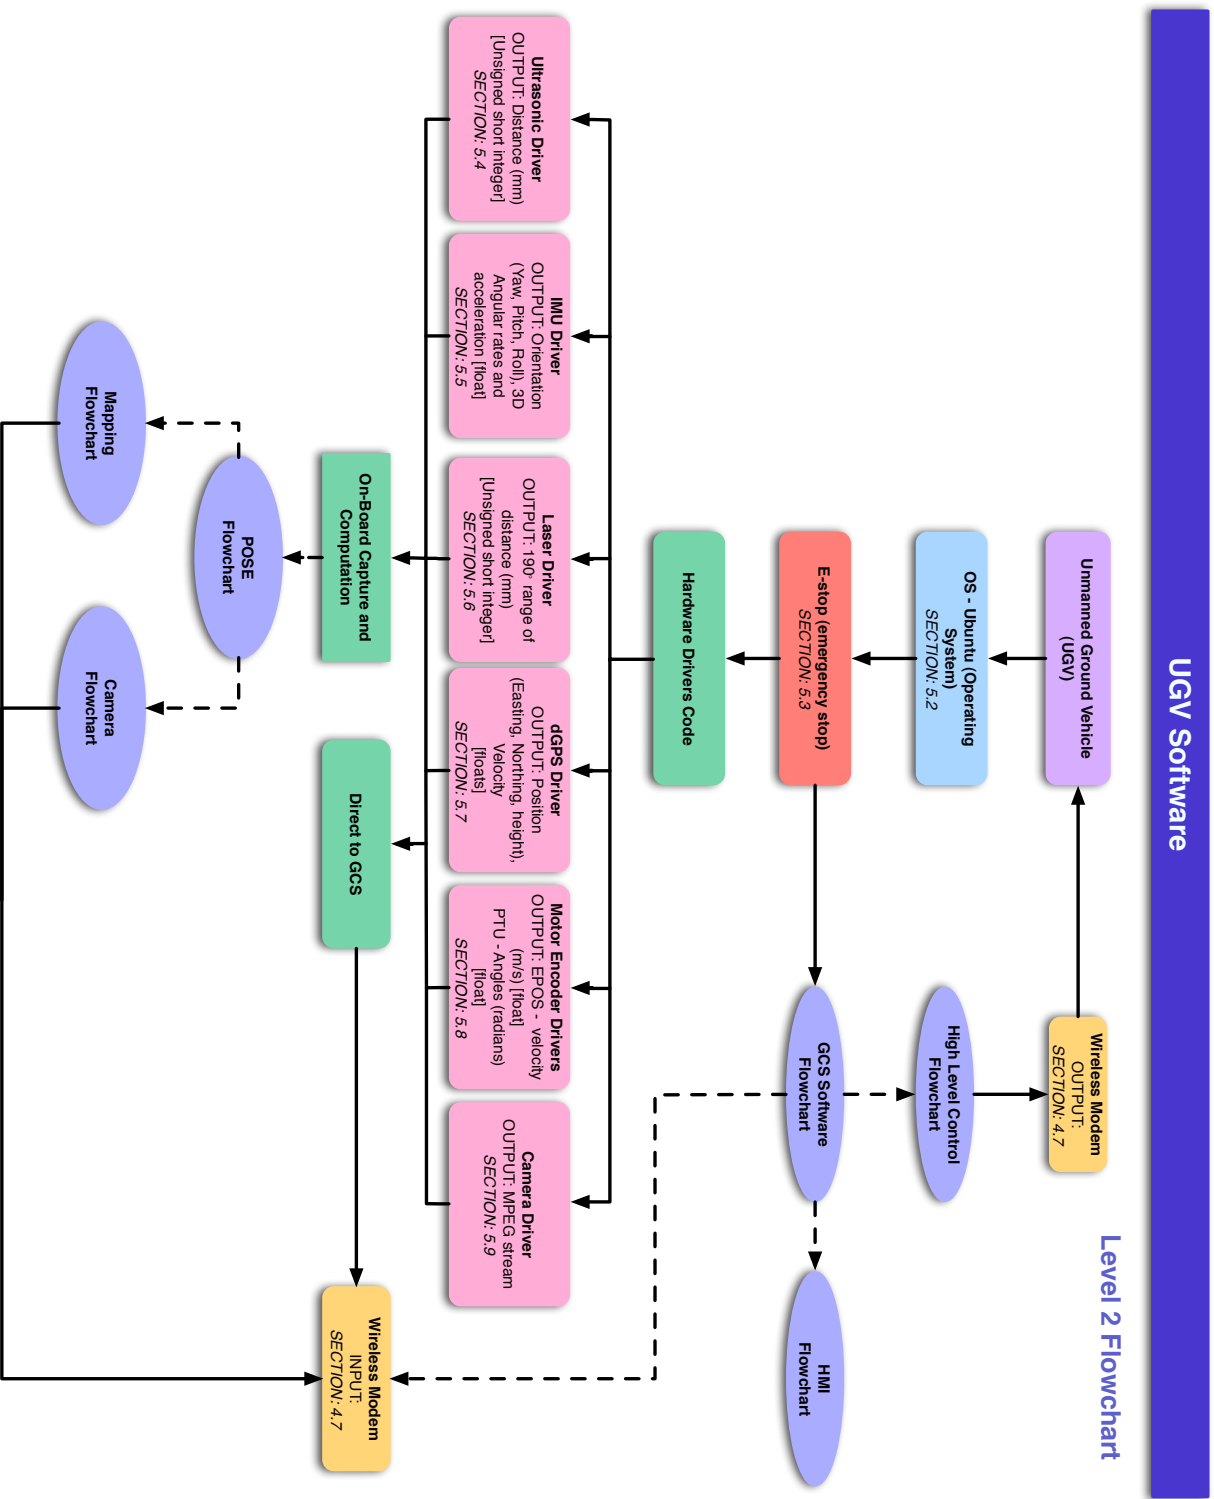 UGV Software
Level 2 Flowchart
Unmanned Ground Vehicle
(UGV)
Wireless Modem
OUTPUT:
SECTION: 4.7
OS - Ubuntu (Operating
System)
SECTION: 5.2
High Level Control
Flowchart
E-stop (emergency stop)
SECTION: 5.3
GCS Software
Flowchart
HMI
Flowchart
Hardware Drivers Code
Ultrasonic Driver
OUTPUT: Distance (mm)
[Unsigned short integer]
SECTION: 5.4
IMU Driver
OUTPUT: Orientation
(Yaw, Pitch, Roll), 3D
Angular rates and
acceleration [float]
SECTION: 5.5
Laser Driver
OUTPUT: 190° range of
distance (mm)
[Unsigned short integer]
SECTION: 5.6
dGPS Driver
OUTPUT: Position
(Easting, Northing, height),
Velocity
[floats]
SECTION: 5.7
Motor Encoder Drivers
OUTPUT: EPOS - velocity
(m/s) [float]
PTU - Angles (radians)
[float]
SECTION: 5.8
Camera Driver
OUTPUT: MPEG stream
SECTION: 5.9
On-Board Capture and
Computation
Direct to GCS
Wireless Modem
INPUT:
SECTION: 4.7
POSE
Flowchart
Mapping
Flowchart
Camera
Flowchart